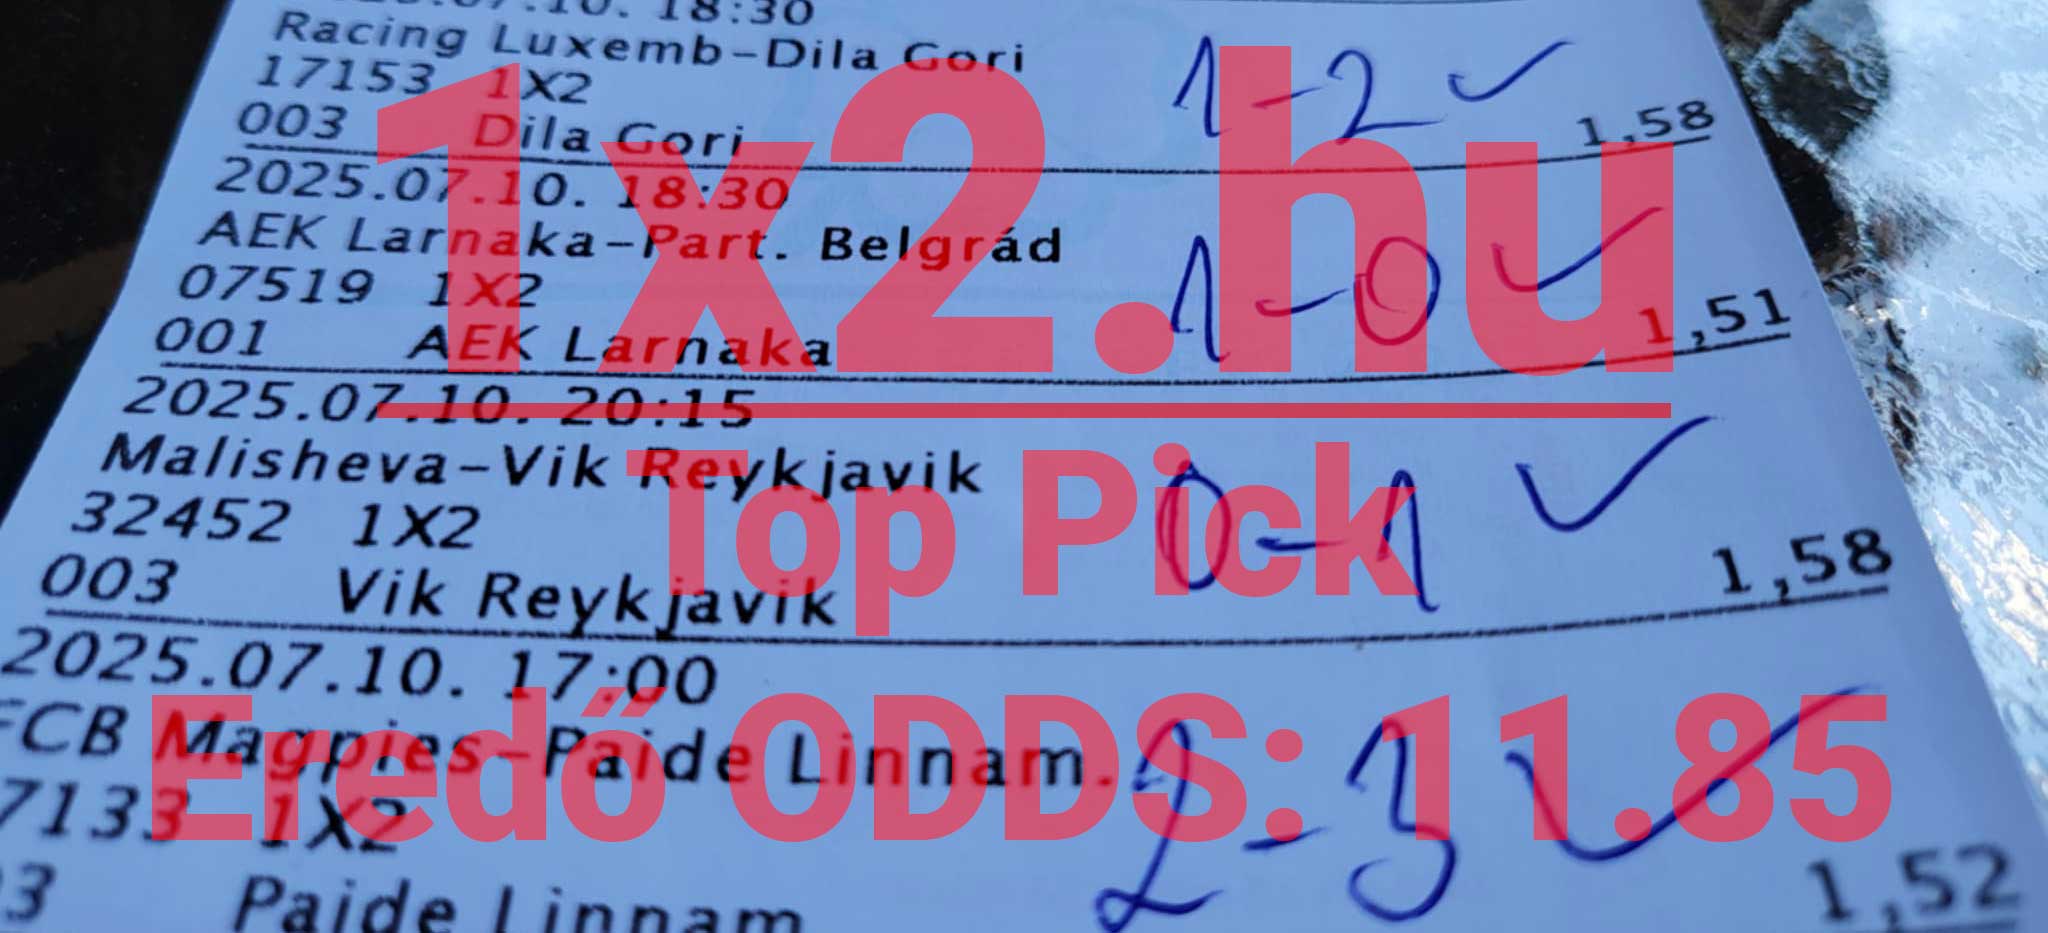 18:30
Racing Luxemb-Dila Gori
17153 1X2
1-2 ✓
003 Dila Gori 1,58
2025.07.10. 18:30
AEK Larnaka-Part. Belgrád
07519 1X2
1-0 ✓
001 AEK Larnaka 1,51
2025.07.10. 20:15
Malisheva-Vik Reykjavik
32452 1X2
0-1 ✓
003 Vik Reykjavik 1,58
2025.07.10. 17:00
FCB Magpies-Paide Linnam.
7133 1X2
2-3 ✓
03 Paide Linnam 1,52
1x2.hu
Top Pick
Eredő ODDS: 11.85